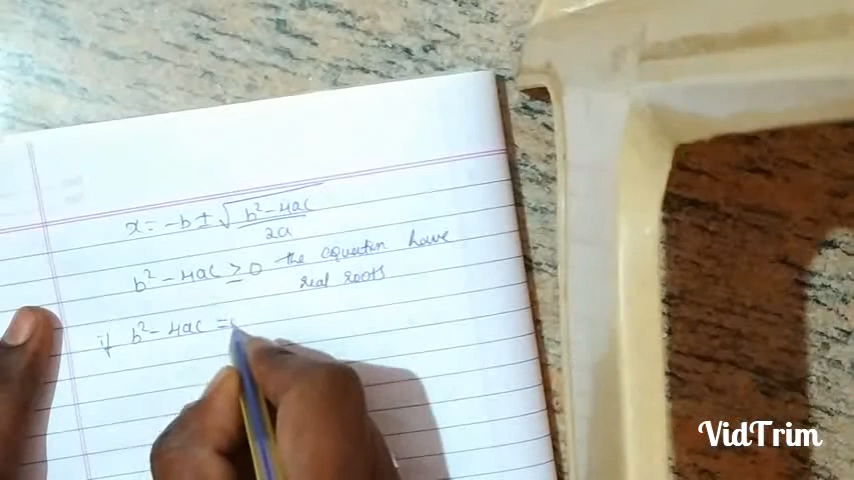 x = -b ± √b² - 4ac
2a
b² - 4ac ≥ 0 the equation have
real roots
if b² - 4ac =
VidTrim